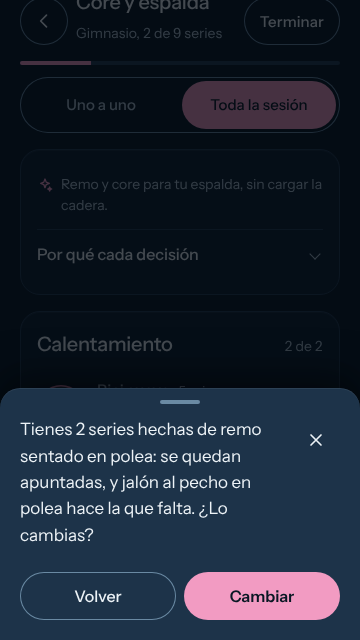 Core y espalda
Gimnasio, 2 de 9 series
Terminar
Uno a uno
Toda la sesión
Remo y core para tu espalda, sin cargar la
cadera.
Por qué cada decisión
Calentamiento
2 de 2
Tienes 2 series hechas de remo
sentado en polea: se quedan
apuntadas, y jalón al pecho en
polea hace la que falta. ¿Lo
cambias?
Volver
Cambiar